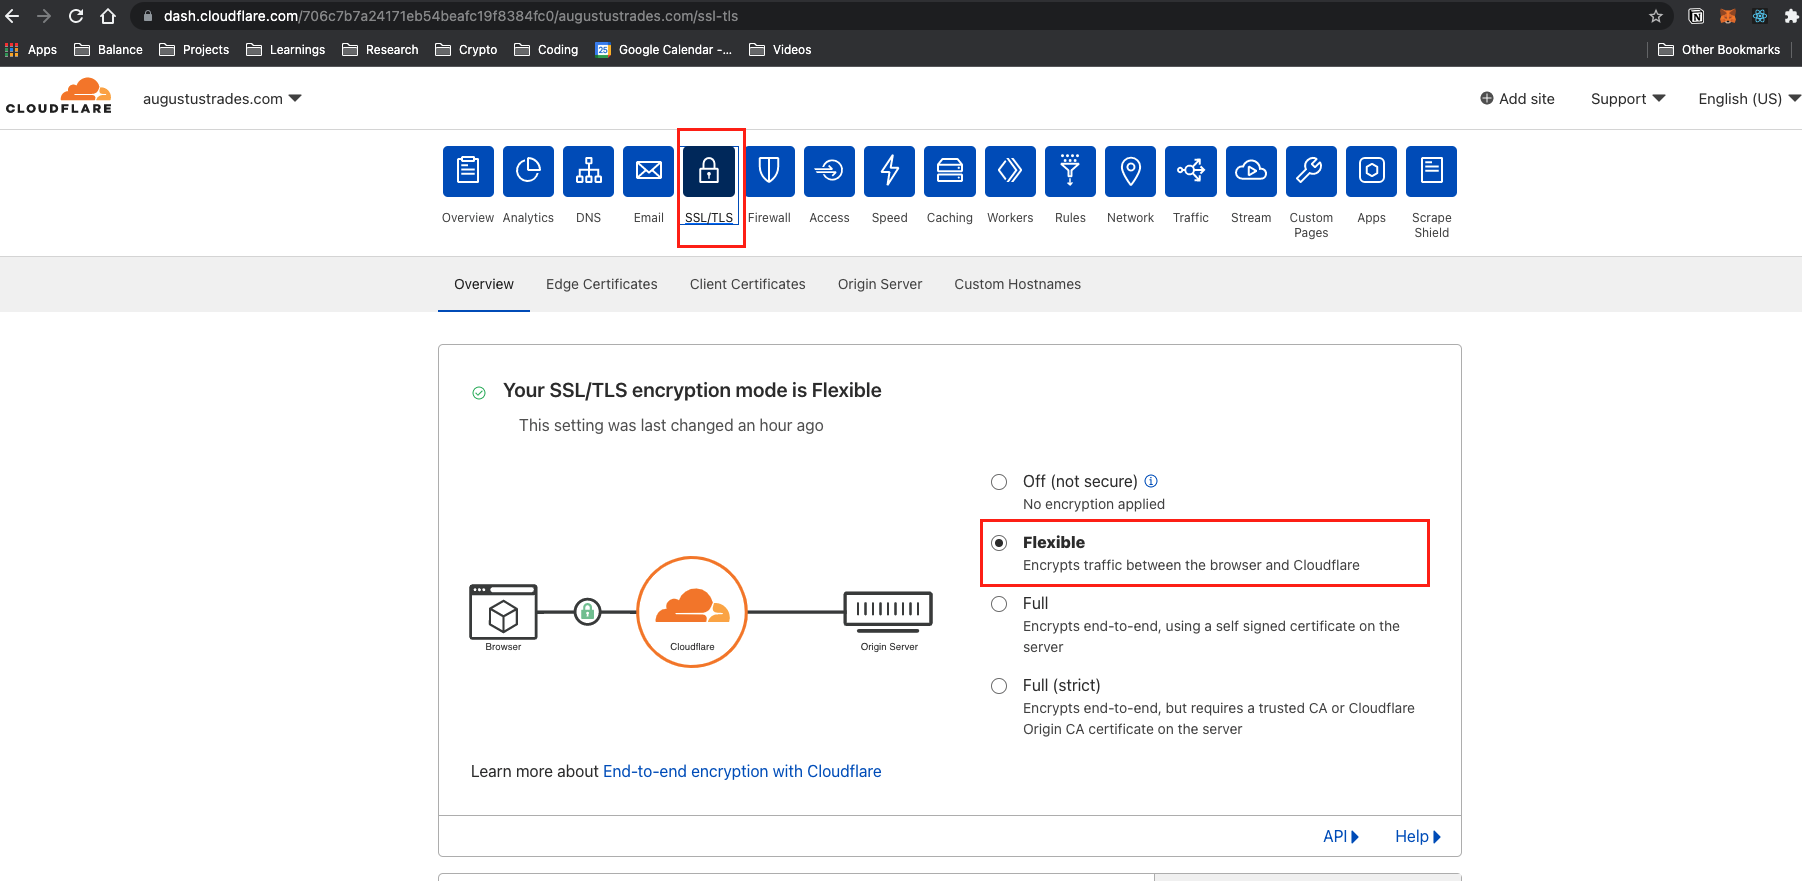 dash.cloudflare.com/706c7b7a24171eb54beafc19f8384fc0/augustustrades.com/ssl-tls
Apps Balance Projects Learnings Research Crypto Coding 25 Google Calendar -... Videos Other Bookmarks
CLOUDFLARE augustustrades.com Add site Support English (US)
Overview Analytics DNS Email SSL/TLS Firewall Access Speed Caching Workers Rules Network Traffic Stream Custom Pages Apps Scrape Shield
Overview Edge Certificates Client Certificates Origin Server Custom Hostnames
Your SSL/TLS encryption mode is Flexible
This setting was last changed an hour ago
Browser
Cloudflare
Origin Server
Off (not secure)
No encryption applied
Flexible
Encrypts traffic between the browser and Cloudflare
Full
Encrypts end-to-end, using a self signed certificate on the
server
Full (strict)
Encrypts end-to-end, but requires a trusted CA or Cloudflare
Origin CA certificate on the server
Learn more about End-to-end encryption with Cloudflare
API Help